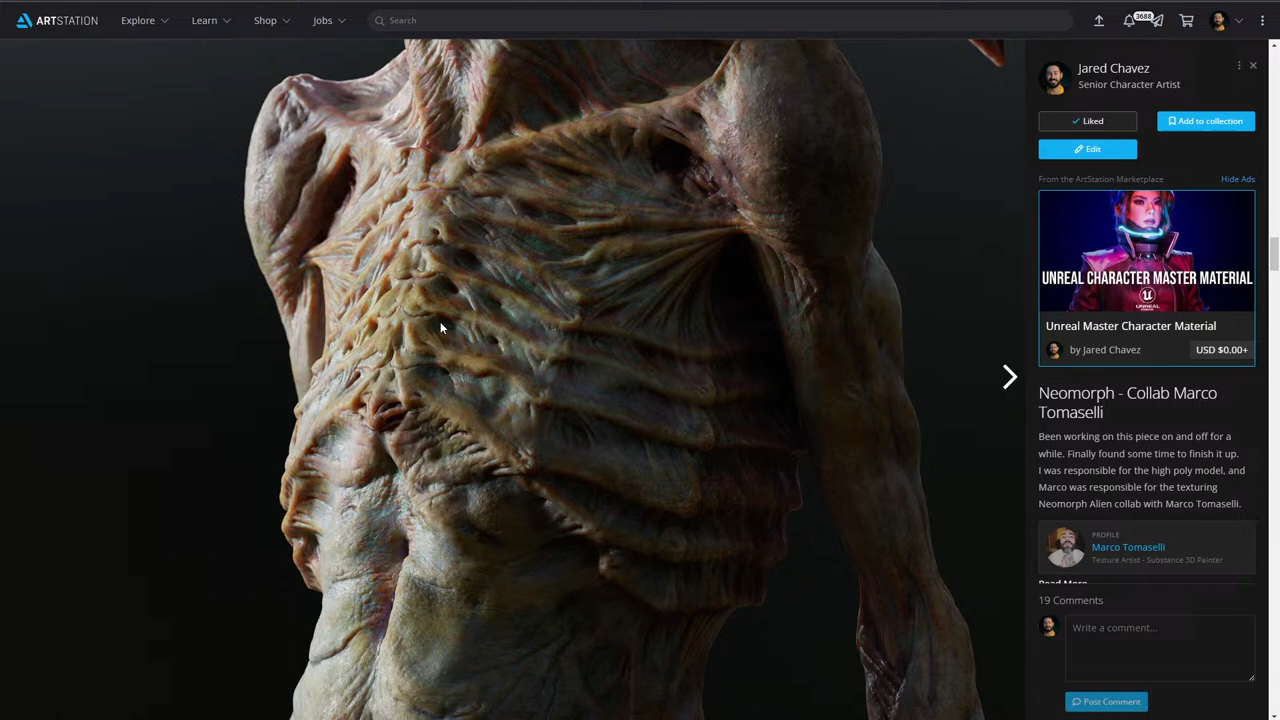 ARTSTATION Explore Learn Shop Jobs Search 3688
Jared Chavez
Senior Character Artist
Liked Add to collection
Edit
From the ArtStation Marketplace Hide Ads
UNREAL CHARACTER MASTER MATERIAL
UNREAL
Unreal Master Character Material
by Jared Chavez USD $0.00+
Neomorph - Collab Marco
Tomaselli
Been working on this piece on and off for a
while. Finally found some time to finish it up.
I was responsible for the high poly model, and
Marco was responsible for the texturing
Neomorph Alien collab with Marco Tomaselli.
PROFILE
Marco Tomaselli
Texture Artist - Substance 3D Painter
Read More
19 Comments
Write a comment...
Post Comment